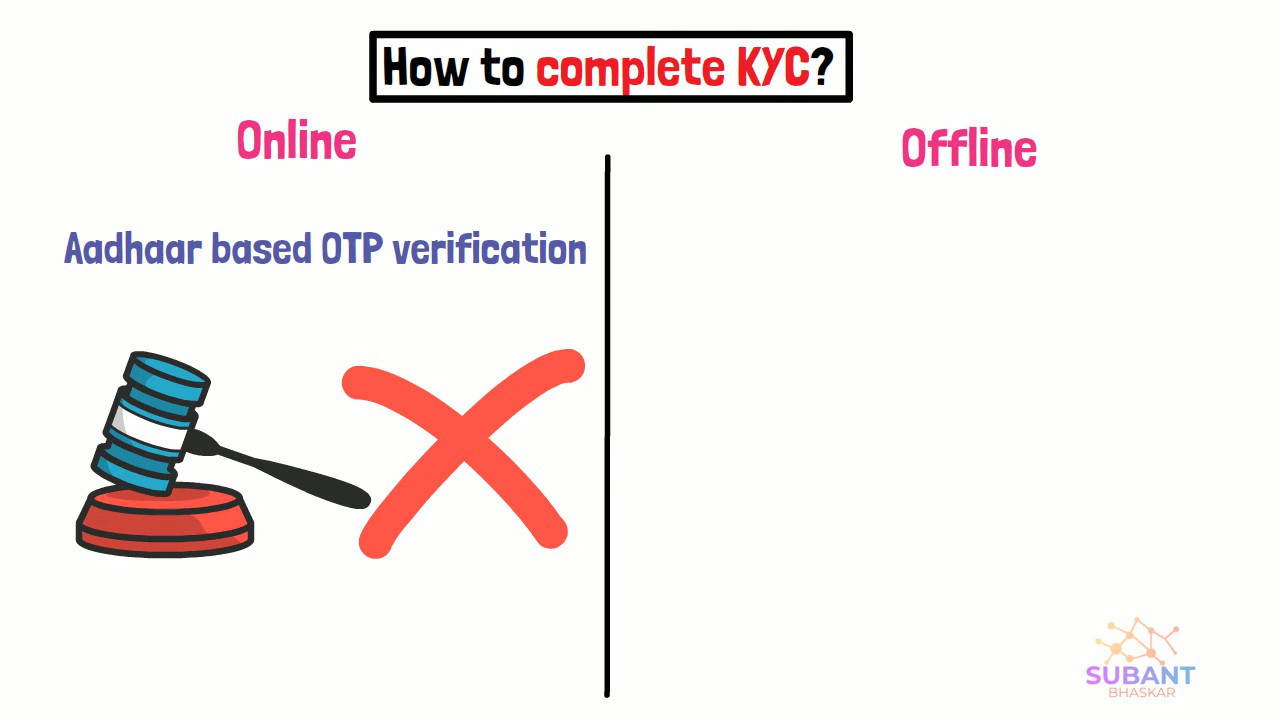 How to complete KYC?
Online
Offline
Aadhaar based OTP verification
SUBANT
BHASKAR